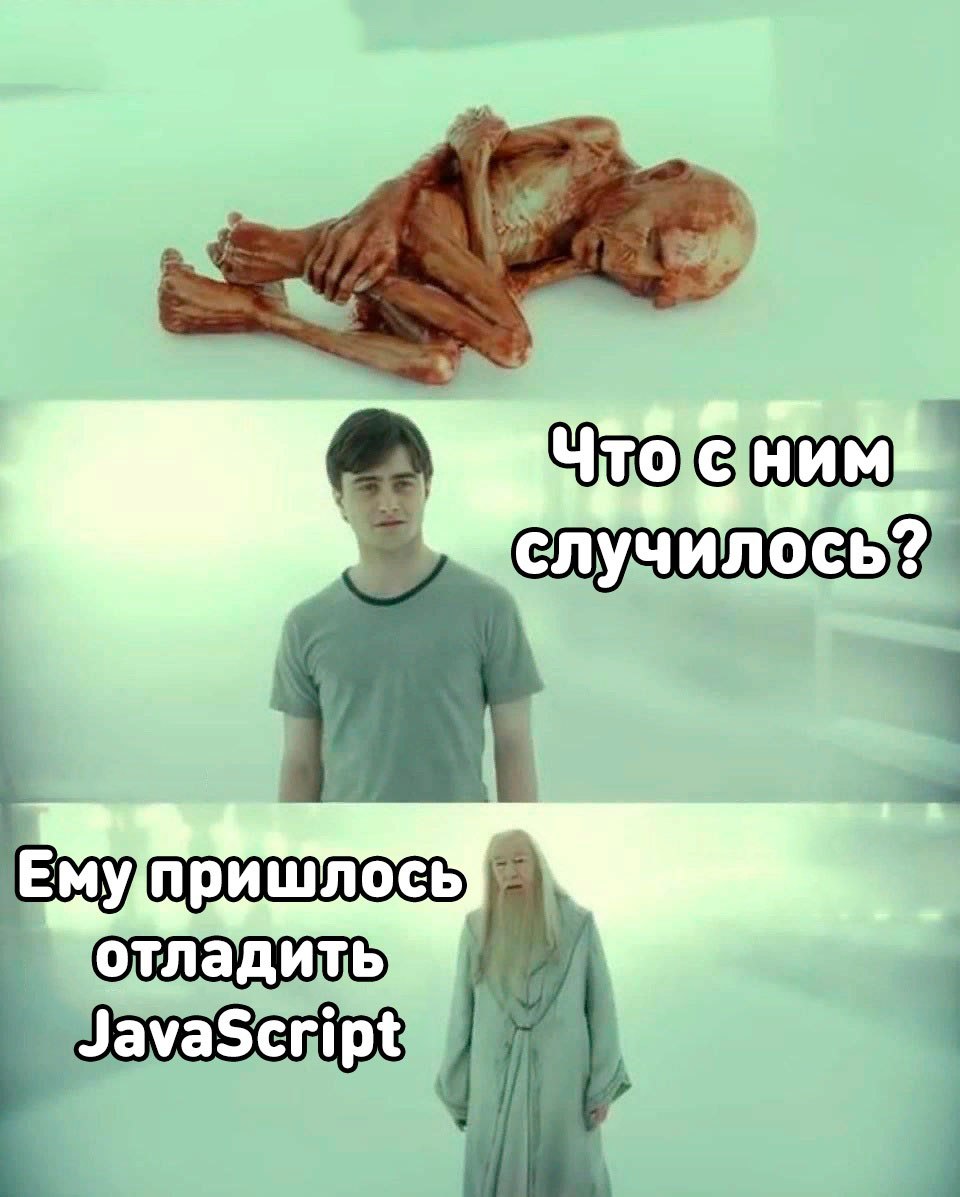 Что с ним
случилось?
Ему пришлось
отладить
JavaScript